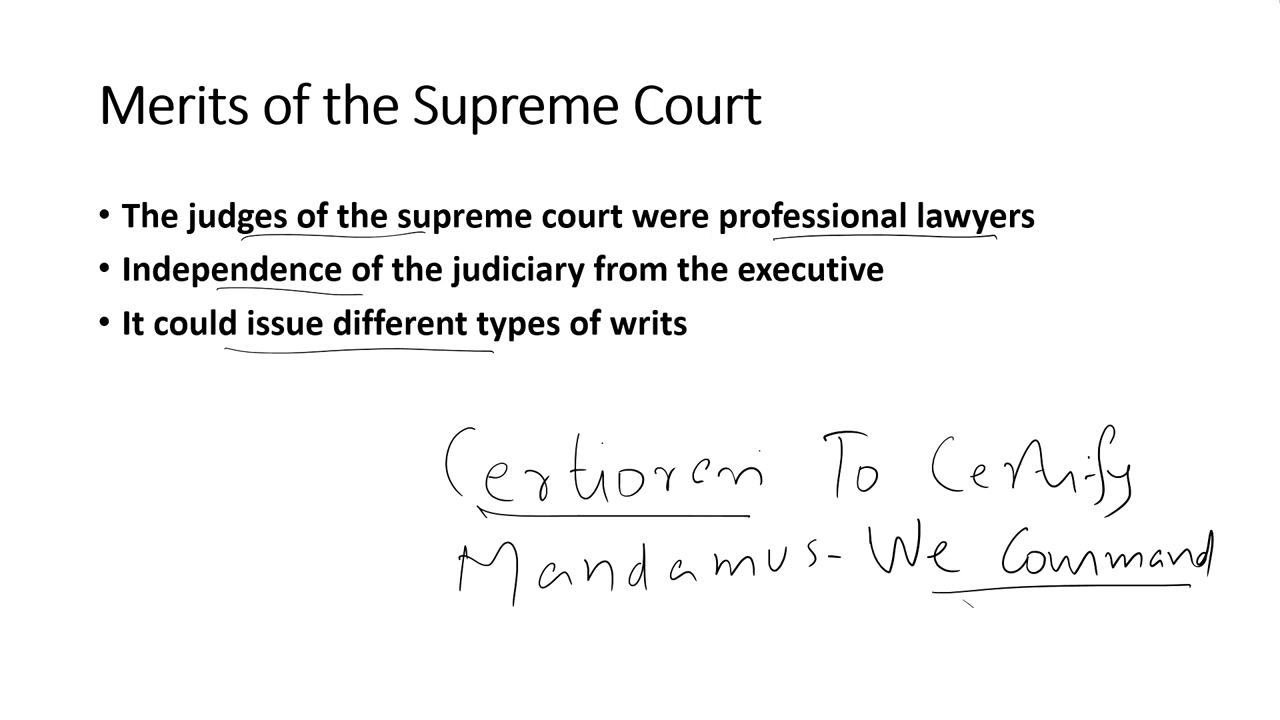 Merits of the Supreme Court
• The judges of the supreme court were professional lawyers
• Independence of the judiciary from the executive
• It could issue different types of writs
Certiorari To Certify
Mandamus - We Command